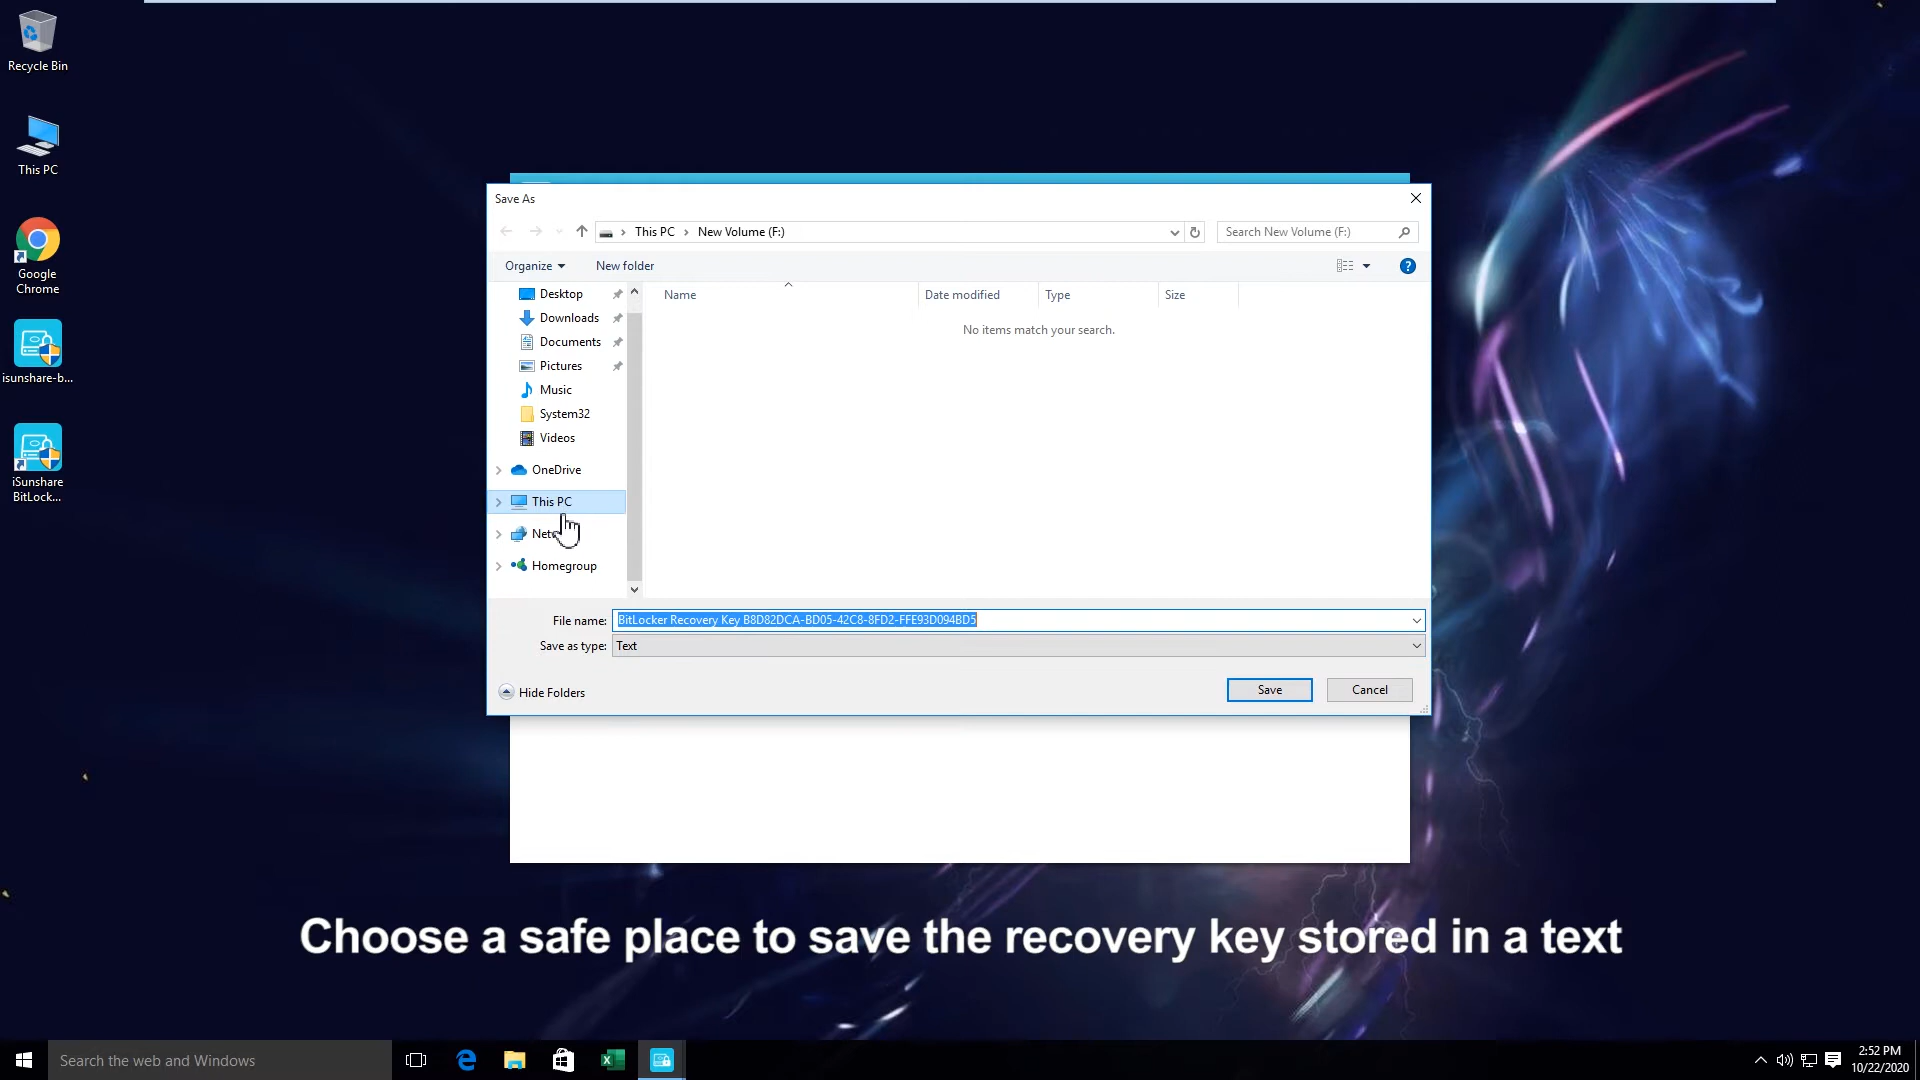 Recycle Bin
This PC
Google
Chrome
isunshare-b...
iSunshare
BitLock...
Save As
This PC
New Volume (F:)
Search New Volume (F:)
Organize
New folder
Name
Date modified
Type
Size
No items match your search.
Desktop
Downloads
Documents
Pictures
Music
System32
Videos
OneDrive
This PC
Net
Homegroup
File name:
BitLocker Recovery Key B8D82DCA-BD05-42C8-8FD2-FFE93D094BD5
Save as type:
Text
Hide Folders
Save
Cancel
Choose a safe place to save the recovery key stored in a text
Search the web and Windows
2:52 PM
10/22/2020